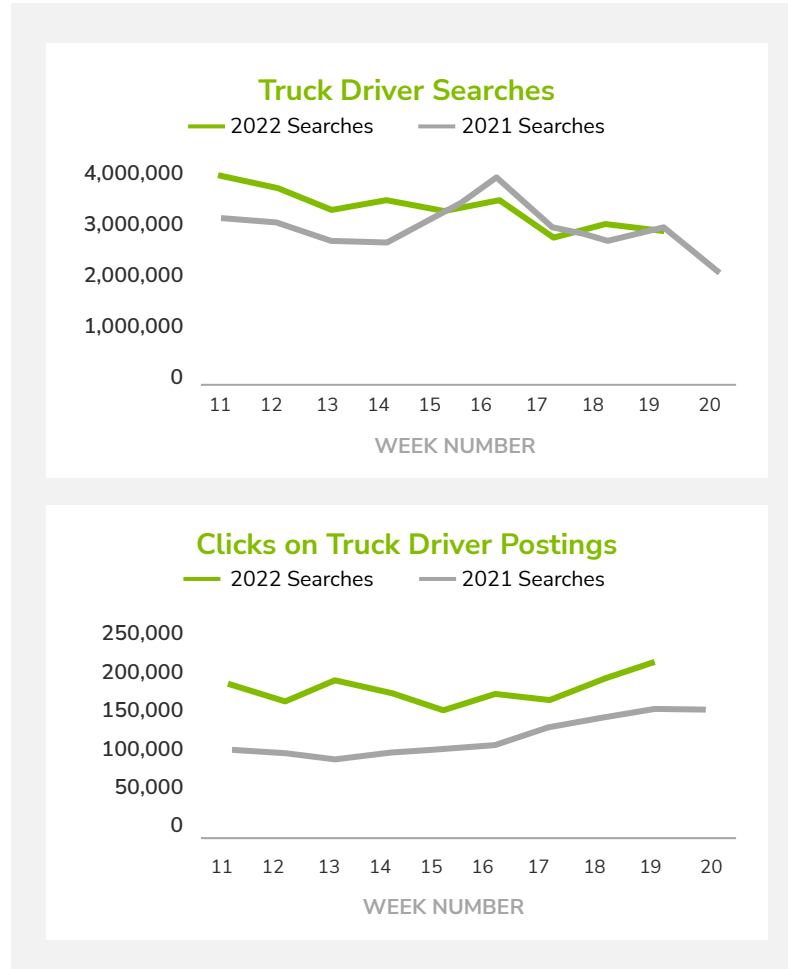 Truck Driver Searches
2022 Searches 2021 Searches
4,000,000
3,000,000
2,000,000
1,000,000
0
11 12 13 14 15 16 17 18 19 20
WEEK NUMBER
Clicks on Truck Driver Postings
2022 Searches 2021 Searches
250,000
200,000
150,000
100,000
50,000
0
11 12 13 14 15 16 17 18 19 20
WEEK NUMBER